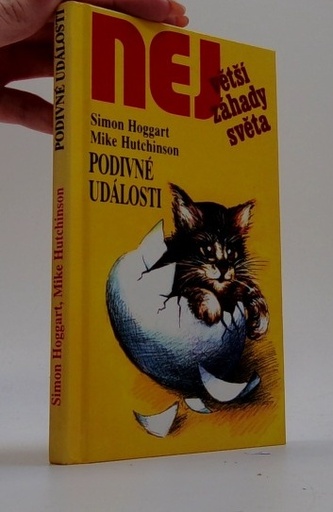 NEJ
větší
záhady
světa
Simon Hoggart
Mike Hutchinson
PODIVNÉ
UDÁLOSTI
Simon Hoggart, Mike Hutchinson PODIVNÉ UDÁLOSTI